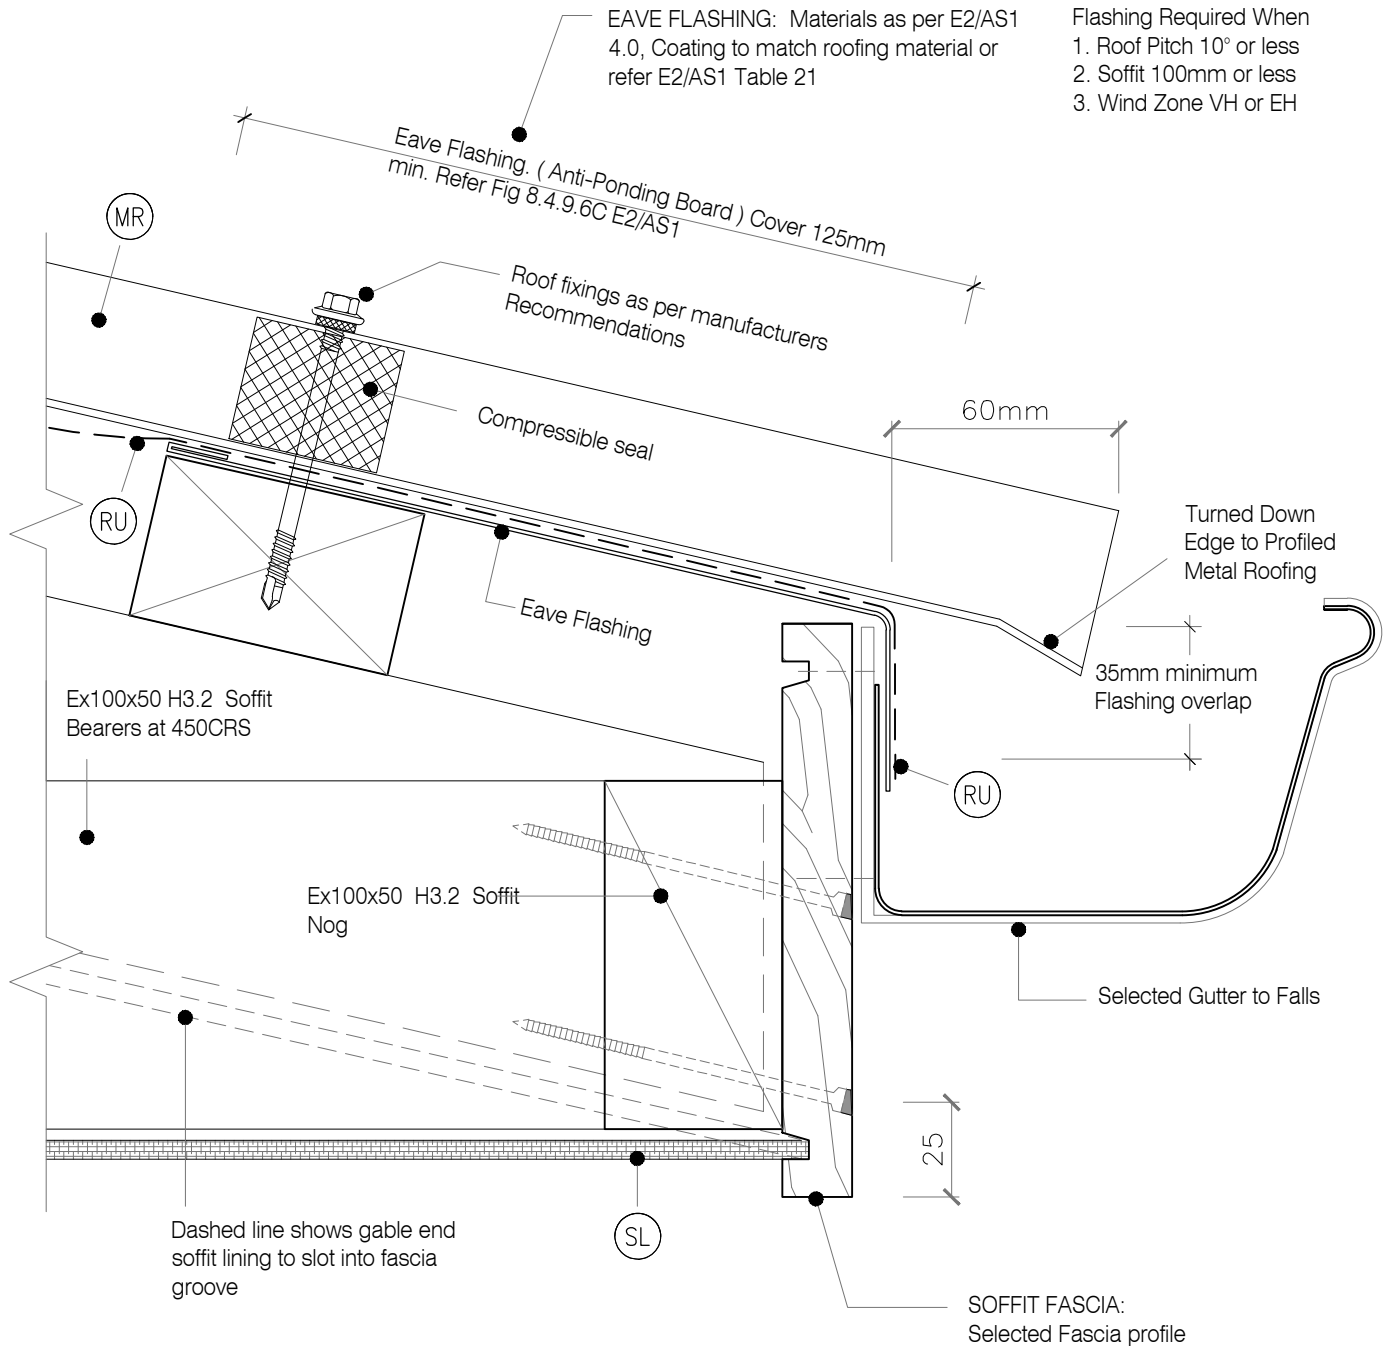 EAVE FLASHING: Materials as per E2/AS1
4.0, Coating to match roofing material or
refer E2/AS1 Table 21
Flashing Required When
1. Roof Pitch 10° or less
2. Soffit 100mm or less
3. Wind Zone VH or EH
Eave Flashing. ( Anti-Ponding Board ) Cover 125mm
min. Refer Fig 8.4.9.6C E2/AS1
MR
Roof fixings as per manufacturers
Recommendations
Compressible seal
60mm
RU
Turned Down
Edge to Profiled
Metal Roofing
Eave Flashing
35mm minimum
Flashing overlap
Ex100x50 H3.2 Soffit
Bearers at 450CRS
RU
Ex100x50 H3.2 Soffit
Nog
Selected Gutter to Falls
25
Dashed line shows gable end
soffit lining to slot into fascia
groove
SL
SOFFIT FASCIA:
Selected Fascia profile